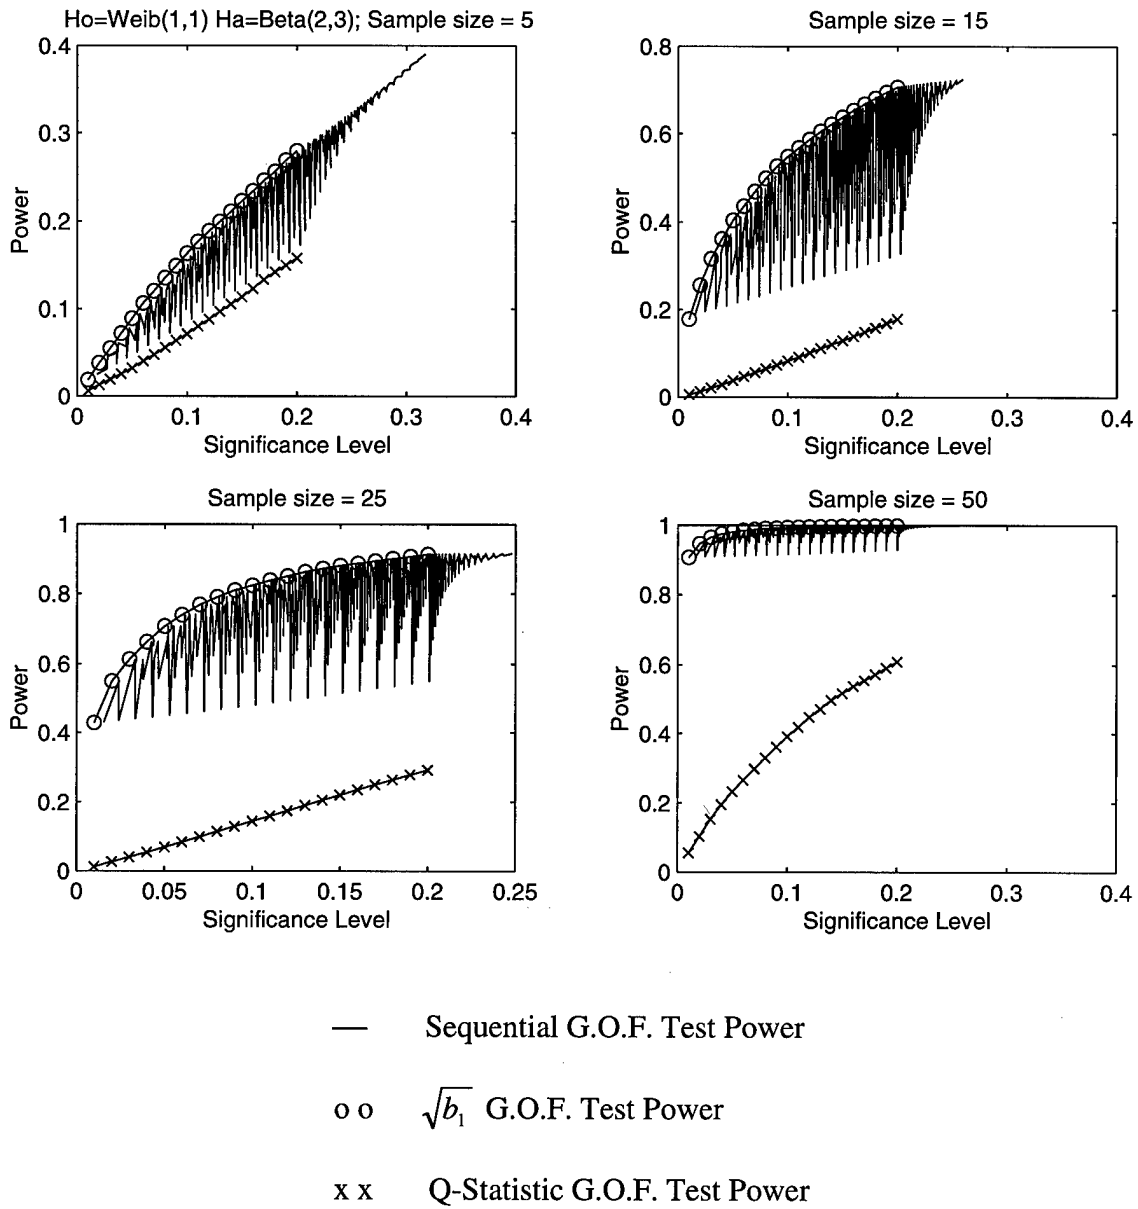 Ho=Weib(1,1) Ha=Beta(2,3); Sample size = 5
0.4
0.3
0.2
0.1
0
Power
0
0.1
0.2
0.3
0.4
Significance Level
Sample size = 15
0.8
0.6
0.4
0.2
0
Power
0
0.1
0.2
0.3
0.4
Significance Level
Sample size = 25
1
0.8
0.6
0.4
0.2
0
Power
0
0.05
0.1
0.15
0.2
0.25
Significance Level
Sample size = 50
1
0.8
0.6
0.4
0.2
0
Power
0
0.1
0.2
0.3
0.4
Significance Level
— Sequential G.O.F. Test Power
o o √b₁ G.O.F. Test Power
x x Q-Statistic G.O.F. Test Power